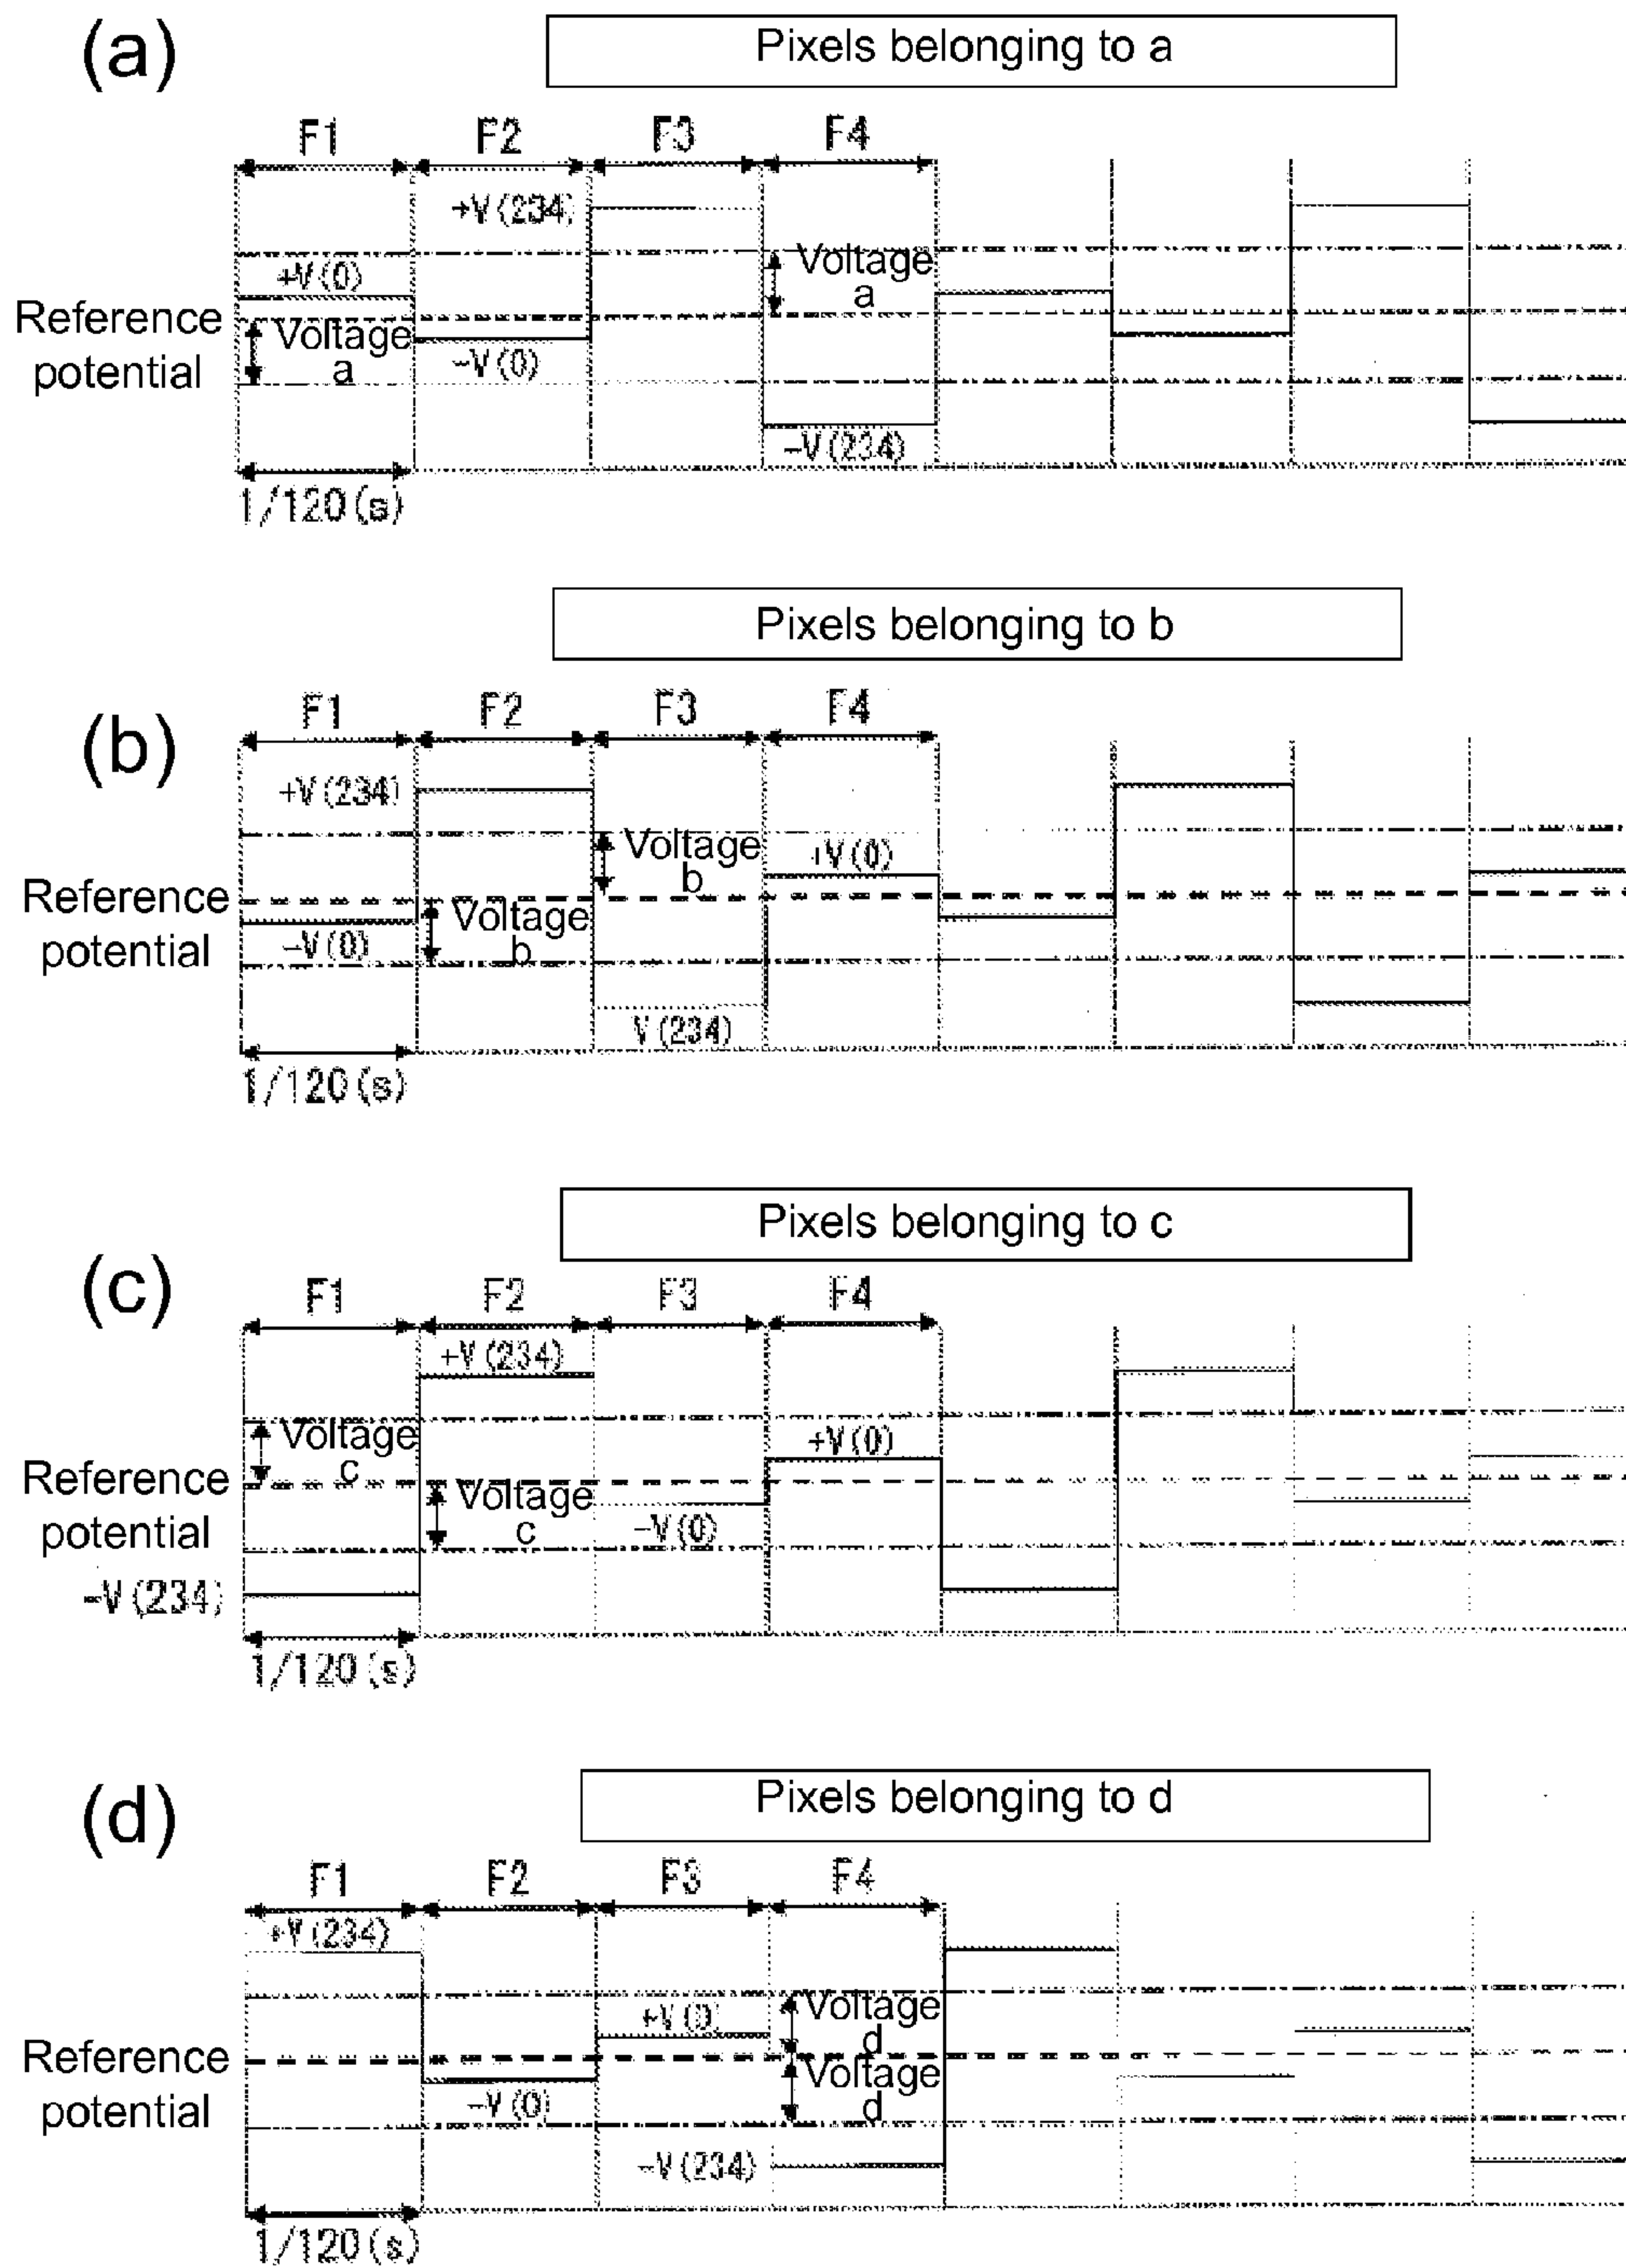 (a)
Pixels belonging to a
F1 F2 F3 F4
+V(234)
+V(0)
Voltage
a
Reference
potential
Voltage
a
-V(0)
-V(234)
1/120(s)
Pixels belonging to b
(b)
F1 F2 F3 F4
+V(234)
Voltage
b
+V(0)
Reference
potential
Voltage
b
-V(0)
V(234)
1/120(s)
Pixels belonging to c
(c)
F1 F2 F3 F4
+V(234)
Voltage
c
+V(0)
Reference
potential
Voltage
c
-V(0)
-V(234)
1/120(s)
Pixels belonging to d
(d)
F1 F2 F3 F4
+V(234)
+V(0)
Voltage
d
Reference
potential
Voltage
d
-V(0)
-V(234)
1/120(s)